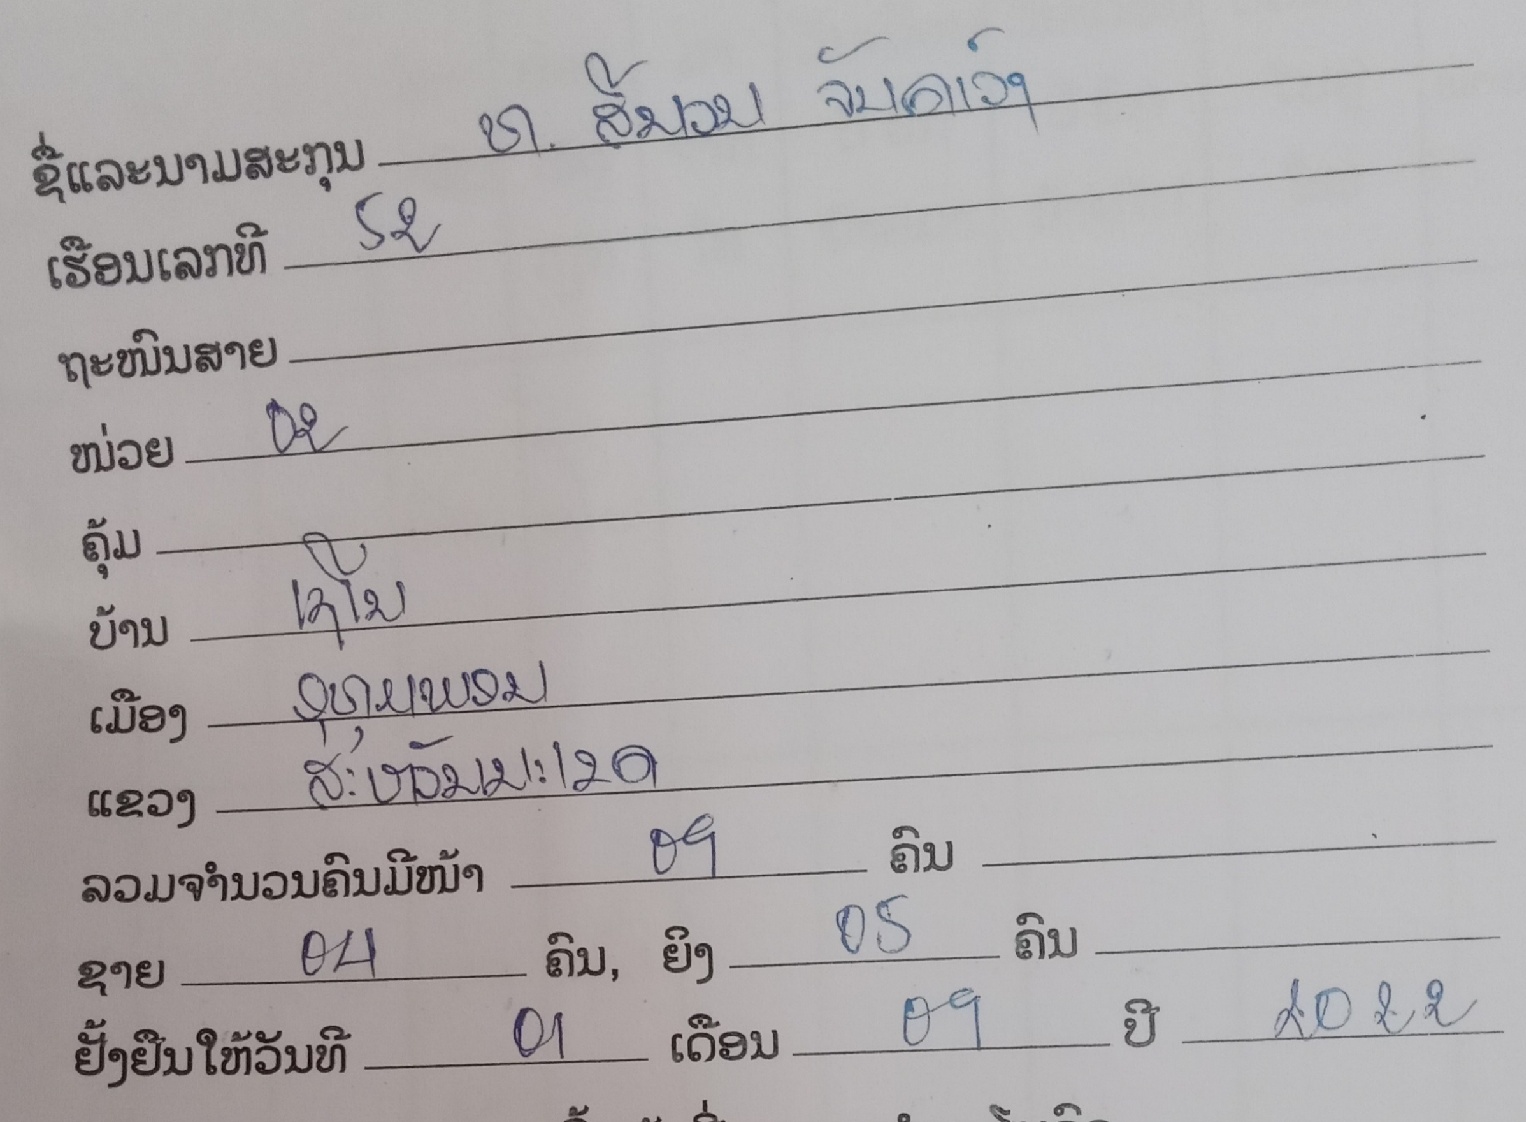 ຊື່ແລະນາມສະກຸນ ທ. ສີນວນ ຈັນດເວົາ
ເຮືອນເລກທີ 52
ຖະໜົນສາຍ
ໜ່ວຍ 02
ຄຸ້ມ
ບ້ານ ເຊໂນ
ເມືອງ ອຸທຸມພອນ
ແຂວງ ສະຫວັນນະເຂດ
ລວມຈຳນວນຄົນມີໜ້າ 09 ຄົນ
ຊາຍ 04 ຄົນ, ຍິງ 05 ຄົນ
ຢັ້ງຢືນໃຫ້ວັນທີ 01 ເດືອນ 09 ປີ 2022